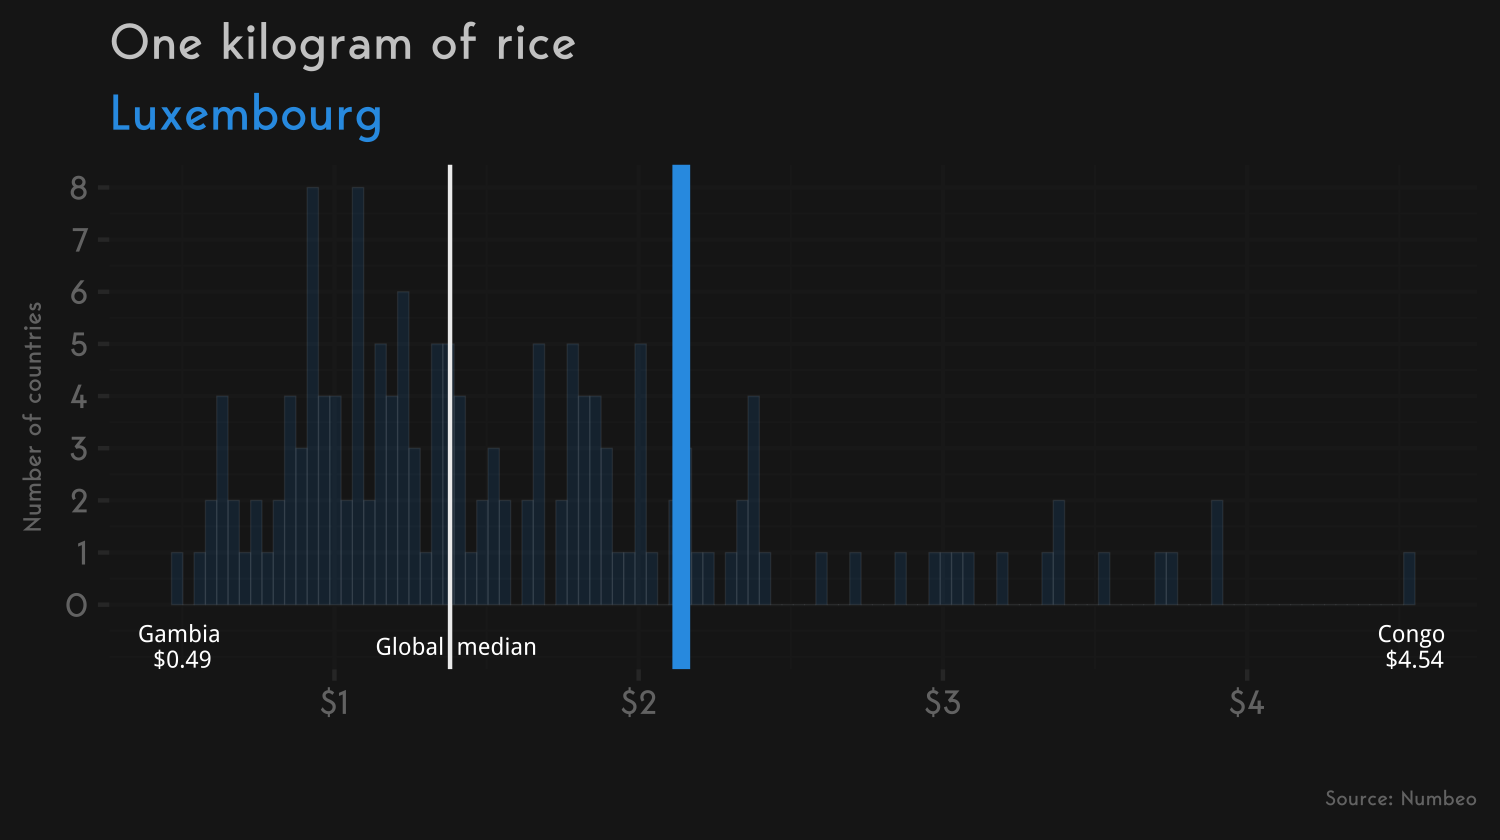 One kilogram of rice
Luxembourg
Number of countries
8
7
6
5
4
3
2
1
0
Gambia
$0.49
Global median
Congo
$4.54
$1
$2
$3
$4
Source: Numbeo